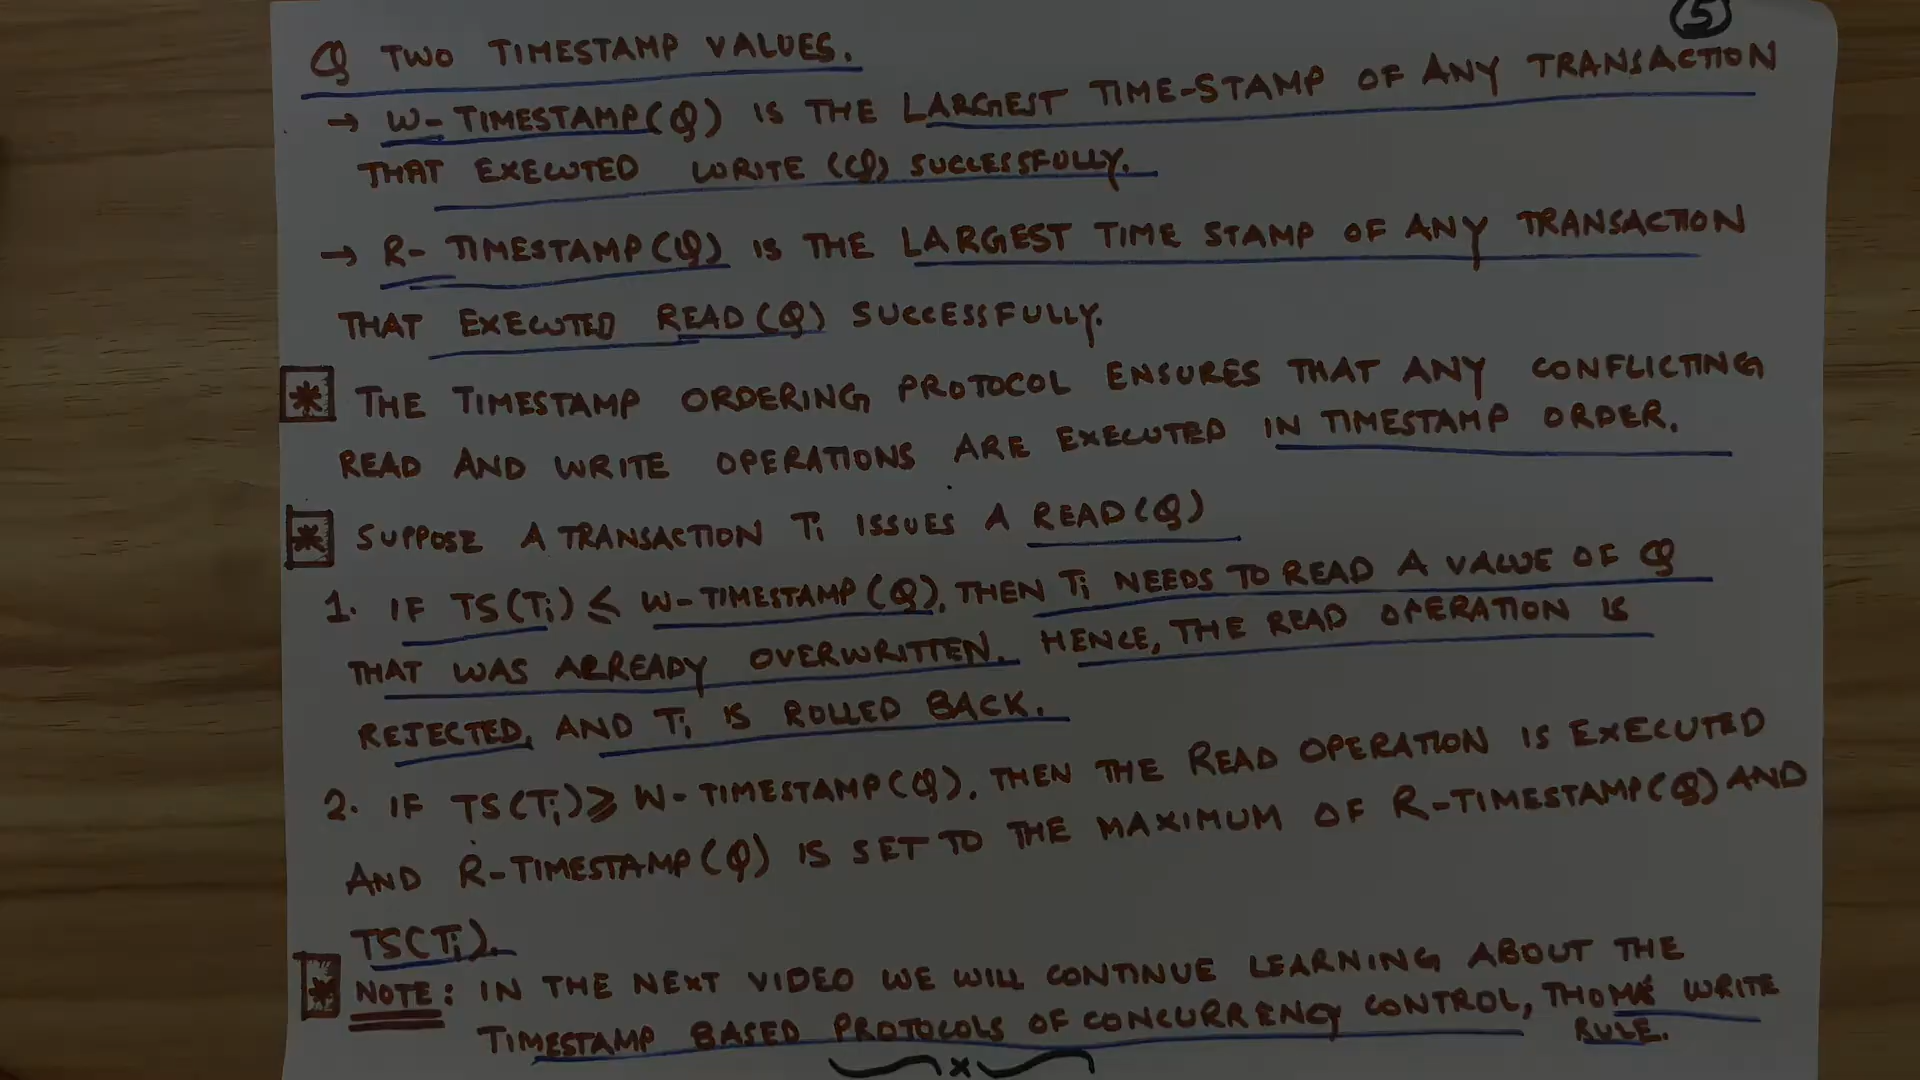 5
Q TWO TIMESTAMP VALUES.
→ W-TIMESTAMP(Q) IS THE LARGEST TIME-STAMP OF ANY TRANSACTION
THAT EXECUTED WRITE (Q) SUCCESSFULLY.
→ R-TIMESTAMP(Q) IS THE LARGEST TIME STAMP OF ANY TRANSACTION
THAT EXECUTED READ(Q) SUCCESSFULLY.
* THE TIMESTAMP ORDERING PROTOCOL ENSURES THAT ANY CONFLICTING
READ AND WRITE OPERATIONS ARE EXECUTED IN TIMESTAMP ORDER.
* SUPPOSE A TRANSACTION Ti ISSUES A READ(Q)
1. IF TS(Ti) ≤ W-TIMESTAMP(Q), THEN Ti NEEDS TO READ A VALUE OF Q
THAT WAS ARREADY OVERWRITTEN. HENCE, THE READ OPERATION IS
REJECTED, AND Ti IS ROLLED BACK.
2. IF TS(Ti) ≥ W-TIMESTAMP(Q), THEN THE READ OPERATION IS EXECUTED
AND R-TIMESTAMP(Q) IS SET TO THE MAXIMUM OF R-TIMESTAMP(Q) AND
TS(Ti).
* NOTE: IN THE NEXT VIDEO WE WILL CONTINUE LEARNING ABOUT THE
TIMESTAMP BASED PROTOCOLS OF CONCURRENCY CONTROL, THOMAS WRITE
RULE.
x